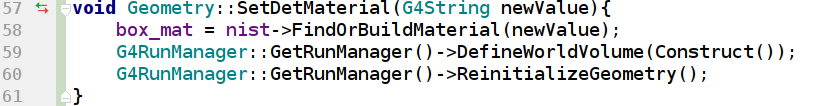 57 void Geometry::SetDetMaterial(G4String newValue){
58 box_mat = nist->FindOrBuildMaterial(newValue);
59 G4RunManager::GetRunManager()->DefineWorldVolume(Construct());
60 G4RunManager::GetRunManager()->ReinitializeGeometry();
61 }